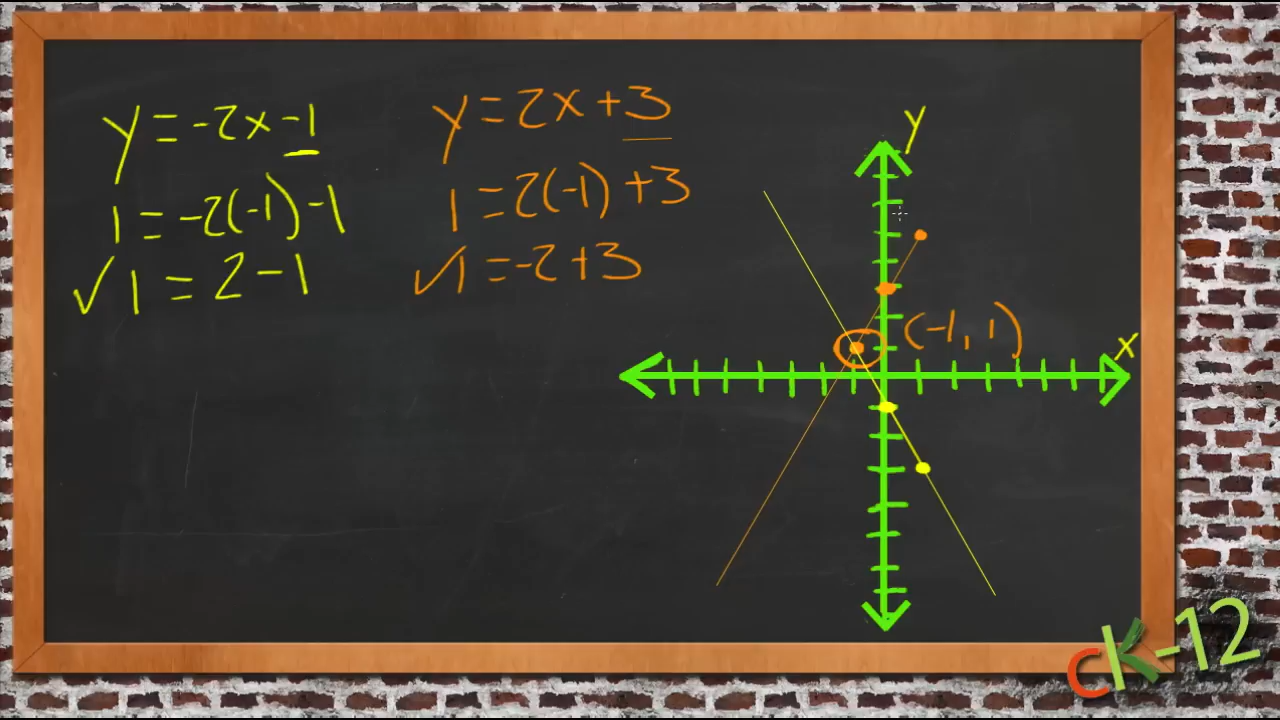 y = -2x -1
1 = -2(-1) -1
✓ 1 = 2 - 1
y = 2x + 3
1 = 2(-1) + 3
✓ 1 = -2 + 3
y
(-1, 1)
x
CK-12